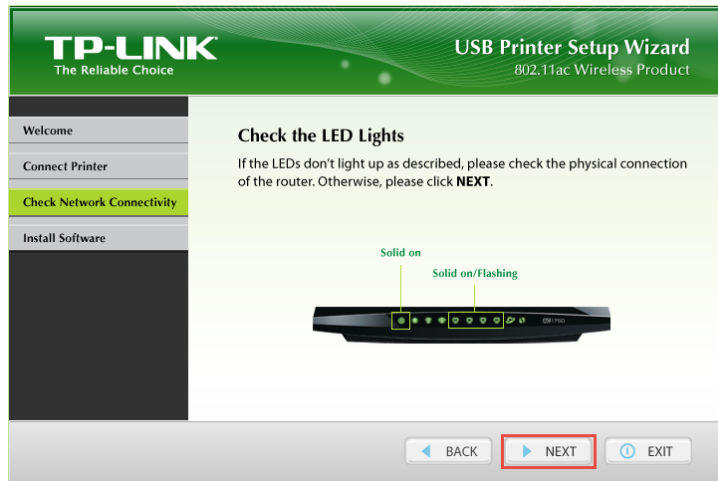 TP-LINK
The Reliable Choice
USB Printer Setup Wizard
802.11ac Wireless Product
Welcome
Connect Printer
Check Network Connectivity
Install Software
Check the LED Lights
If the LEDs don't light up as described, please check the physical connection
of the router. Otherwise, please click NEXT.
Solid on
Solid on/Flashing
BACK
NEXT
EXIT